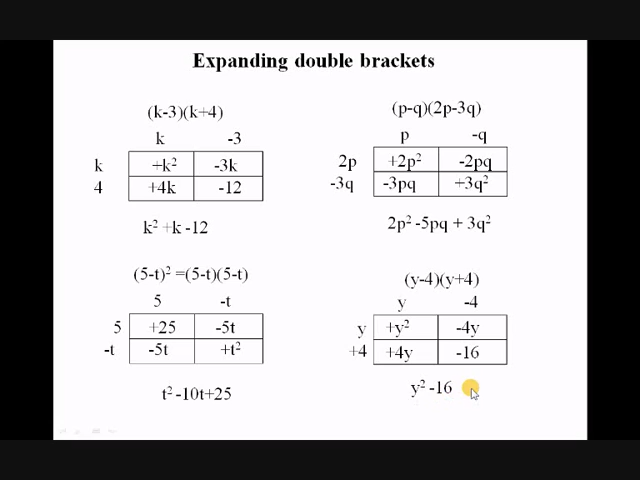 Expanding double brackets
(k-3)(k+4)
k -3
k +k² -3k
4 +4k -12
k² +k -12
(p-q)(2p-3q)
p -q
2p +2p² -2pq
-3q -3pq +3q²
2p² -5pq + 3q²
(5-t)² =(5-t)(5-t)
5 -t
5 +25 -5t
-t -5t +t²
t² -10t+25
(y-4)(y+4)
y -4
y +y² -4y
+4 +4y -16
y² -16